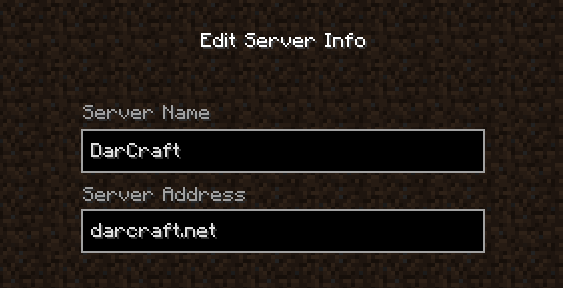 Edit Server Info
Server Name
DarCraft
Server Address
darcraft.net